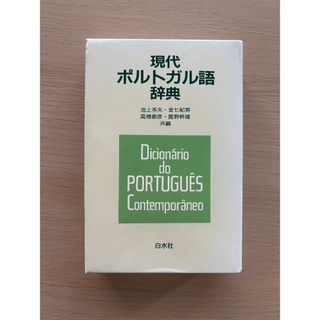 現代
ポルトガル語
辞典
池上岑夫・金七紀男
高橋都彦・富野幹雄
共編
Dicionário
do
PORTUGUÊS
Contemporâneo
白水社